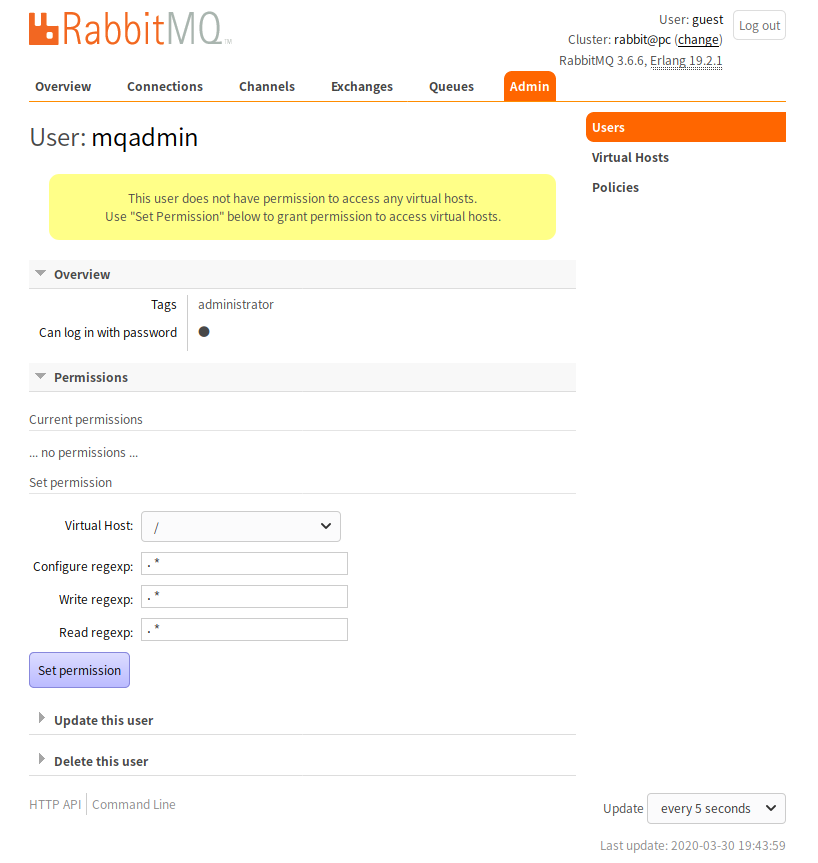 RabbitMQ™
User: guest
Cluster: rabbit@pc (change)
RabbitMQ 3.6.6, Erlang 19.2.1
Log out
Overview Connections Channels Exchanges Queues Admin
Users
Virtual Hosts
Policies
User: mqadmin
This user does not have permission to access any virtual hosts.
Use "Set Permission" below to grant permission to access virtual hosts.
Overview
Tags administrator
Can log in with password ●
Permissions
Current permissions
... no permissions ...
Set permission
Virtual Host: /
Configure regexp: .*
Write regexp: .*
Read regexp: .*
Set permission
Update this user
Delete this user
HTTP API Command Line
Update every 5 seconds
Last update: 2020-03-30 19:43:59